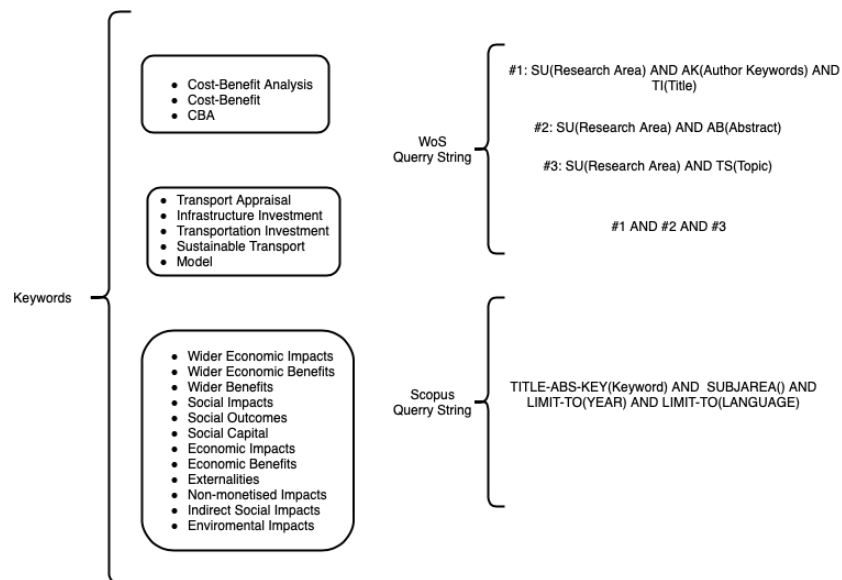 Keywords
Cost-Benefit Analysis
Cost-Benefit
CBA
Transport Appraisal
Infrastructure Investment
Transportation Investment
Sustainable Transport
Model
Wider Economic Impacts
Wider Economic Benefits
Wider Benefits
Social Impacts
Social Outcomes
Social Capital
Economic Impacts
Economic Benefits
Externalities
Non-monetised Impacts
Indirect Social Impacts
Enviromental Impacts
WoS
Querry String
#1: SU(Research Area) AND AK(Author Keywords) AND
TI(Title)
#2: SU(Research Area) AND AB(Abstract)
#3: SU(Research Area) AND TS(Topic)
#1 AND #2 AND #3
Scopus
Querry String
TITLE-ABS-KEY(Keyword) AND SUBJAREA() AND
LIMIT-TO(YEAR) AND LIMIT-TO(LANGUAGE)